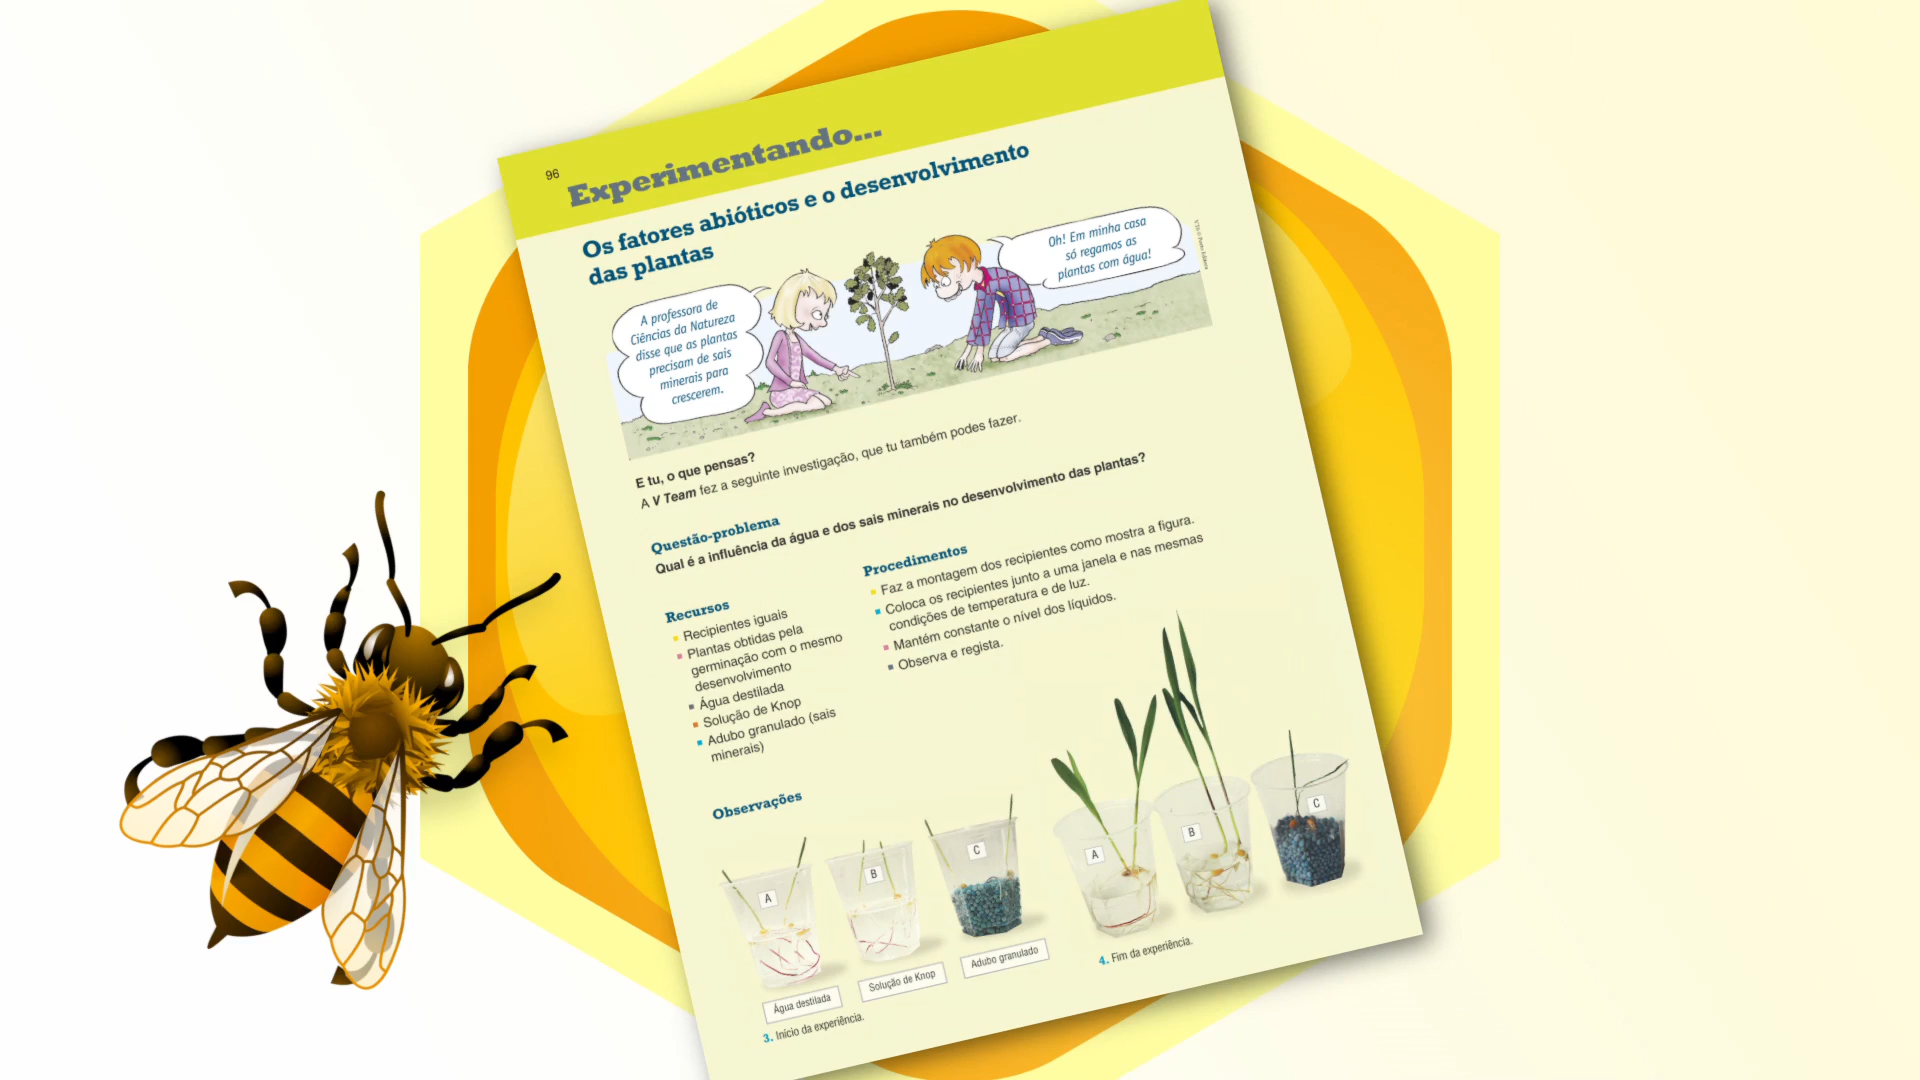 96
Experimentando...
Os fatores abióticos e o desenvolvimento
das plantas
A professora de
Ciências da Natureza
disse que as plantas
precisam de sais
minerais para
crescerem.
Oh! Em minha casa
só regamos as
plantas com água!
E tu, o que pensas?
A V Team fez a seguinte investigação, que tu também podes fazer.
Questão-problema
Qual é a influência da água e dos sais minerais no desenvolvimento das plantas?
Recursos
Recipientes iguais
Plantas obtidas pela
germinação com o mesmo
desenvolvimento
Água destilada
Solução de Knop
Adubo granulado (sais
minerais)
Procedimentos
Faz a montagem dos recipientes como mostra a figura.
Coloca os recipientes junto a uma janela e nas mesmas
condições de temperatura e de luz.
Mantém constante o nível dos líquidos.
Observa e regista.
Observações
A
B
C
Água destilada
Solução de Knop
Adubo granulado
3. Início da experiência.
A
B
C
4. Fim da experiência.